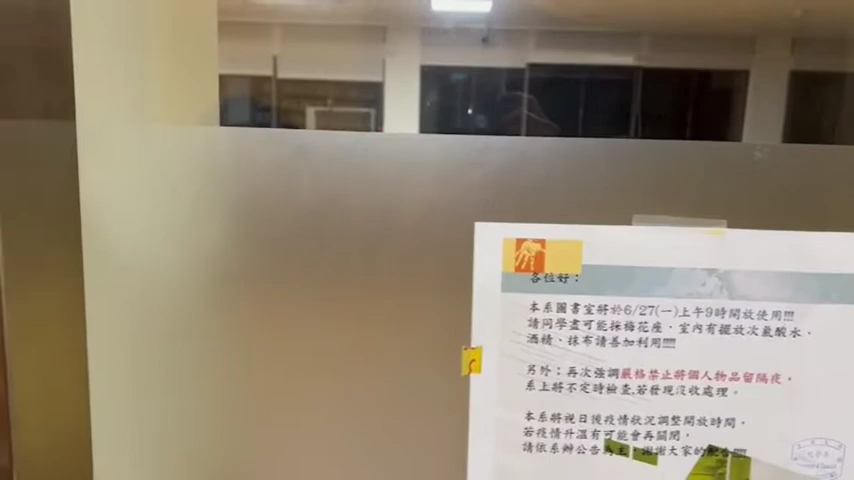 各位好：
本系圖書室將於6/27(一)上午9時開放使用!!!
請同學盡可能採梅花座，室內有擺放次氯酸水/
酒精、抹布請善加利用!!!!
另外：再次強調嚴格禁止將個人物品留隔夜，
系上將不定時檢查,若發現沒收處理，
本系將視日後疫情狀況調整開放時間，
若疫情升溫有可能會再關閉，
請依系辦公告為主,謝謝大家的配合!!!!